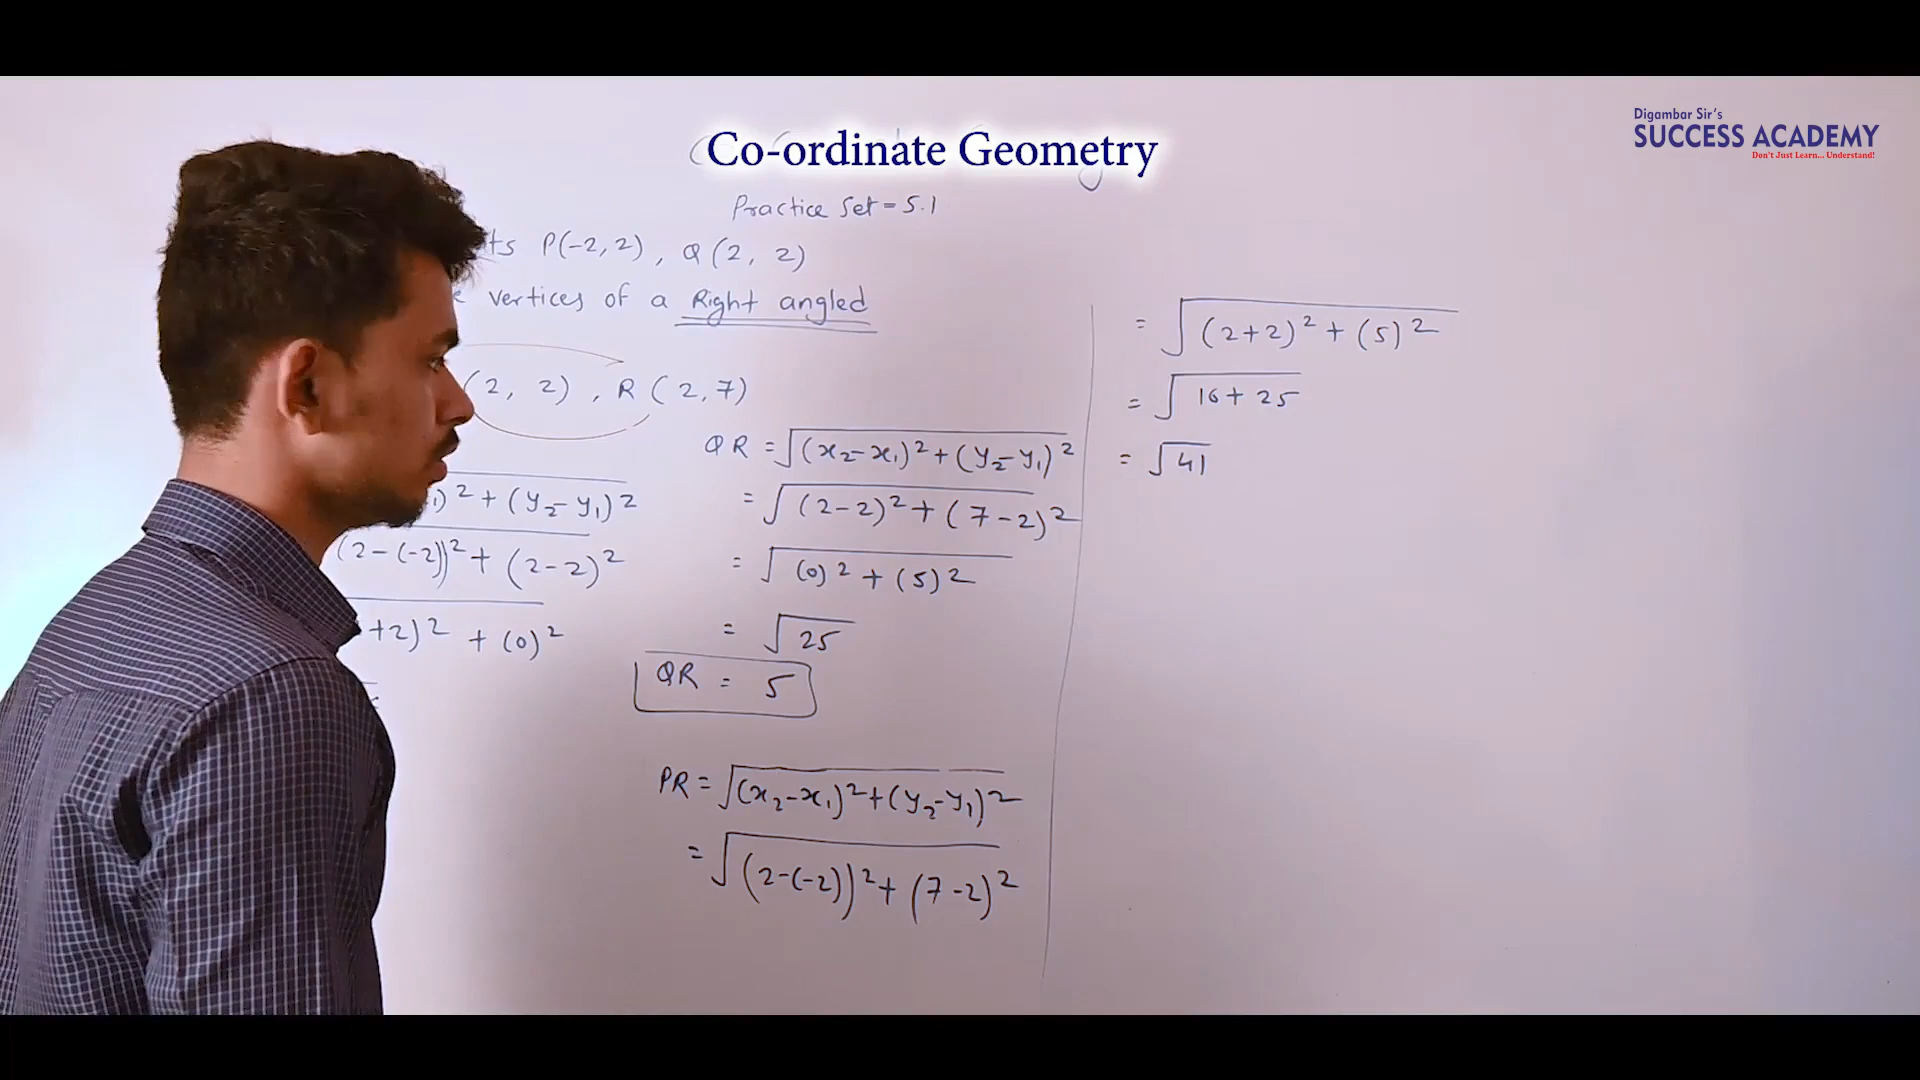 Digambar Sir's
SUCCESS ACADEMY
Don't Just Learn... Understand!
Co-ordinate Geometry
Practice Set = 5.1
ts P(-2, 2), Q(2, 2)
vertices of a Right angled
(2, 2), R(2, 7)
)² + (y₂-y₁)²
(2-(-2))² + (2-2)²
+2)² + (0)²
QR = √(x₂-x₁)² + (y₂-y₁)²
= √(2-2)² + (7-2)²
= √(0)² + (5)²
= √25
QR = 5
PR = √(x₂-x₁)² + (y₂-y₁)²
= √(2-(-2))² + (7-2)²
= √(2+2)² + (5)²
= √16+25
= √41